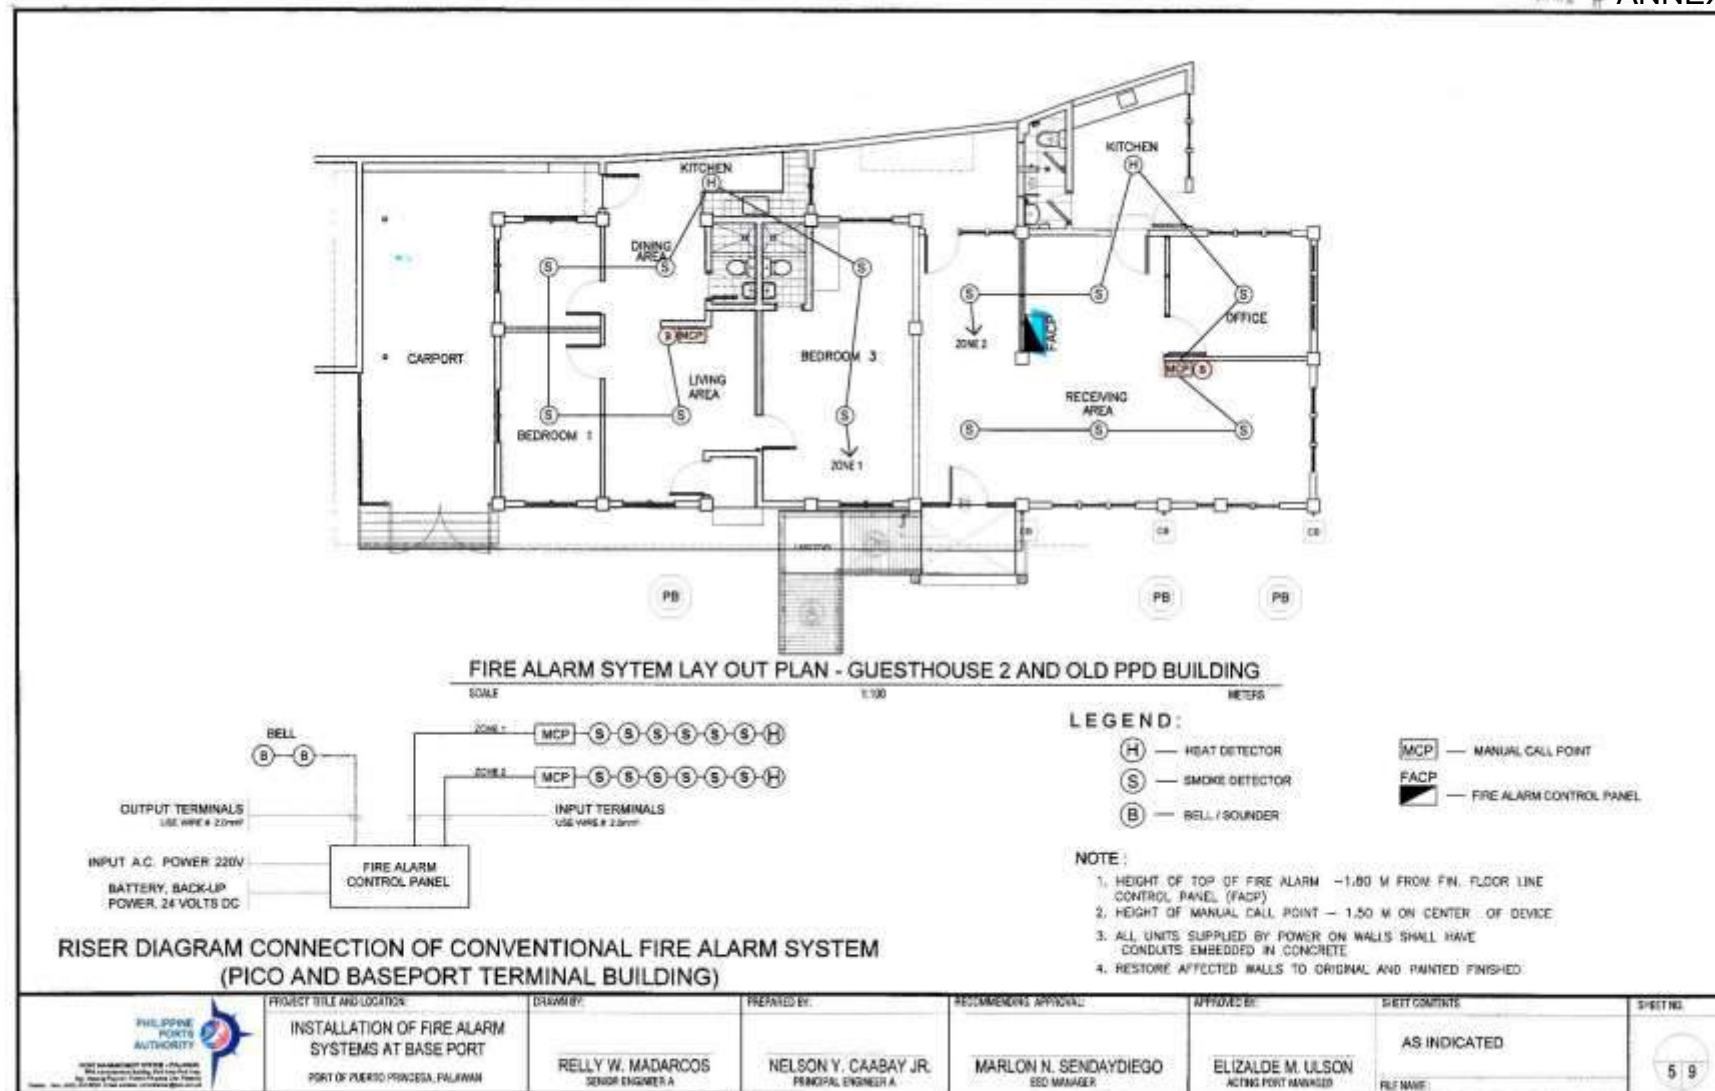 ANNEX
KITCHEN
H
DINING
AREA
S
S
S
MCP
CARPORT
LIVING
AREA
S
S
BEDROOM 1
BEDROOM 3
S
ZONE 1
KITCHEN
H
S
S
S
ZONE 2
FACP
OFFICE
MCP S
RECEIVING
AREA
S
S
S
CB
CB
CB
PB
PB
PB
FIRE ALARM SYTEM LAY OUT PLAN - GUESTHOUSE 2 AND OLD PPD BUILDING
SCALE 1:100 METERS
BELL
B B
ZONE 1 MCP S S S S S S H
ZONE 2 MCP S S S S S S H
OUTPUT TERMINALS
USE WIRE # 2.0mm²
INPUT TERMINALS
USE WIRE # 2.0mm²
INPUT A.C. POWER 220V
BATTERY, BACK-UP
POWER, 24 VOLTS DC
FIRE ALARM
CONTROL PANEL
RISER DIAGRAM CONNECTION OF CONVENTIONAL FIRE ALARM SYSTEM
(PICO AND BASEPORT TERMINAL BUILDING)
LEGEND:
H — HEAT DETECTOR
S — SMOKE DETECTOR
B — BELL / SOUNDER
MCP — MANUAL CALL POINT
FACP
— FIRE ALARM CONTROL PANEL
NOTE :
1. HEIGHT OF TOP OF FIRE ALARM –1.80 M FROM FIN. FLOOR LINE
CONTROL PANEL (FACP)
2. HEIGHT OF MANUAL CALL POINT – 1.50 M ON CENTER OF DEVICE
3. ALL UNITS SUPPLIED BY POWER ON WALLS SHALL HAVE
CONDUITS EMBEDDED IN CONCRETE
4. RESTORE AFFECTED WALLS TO ORIGINAL AND PAINTED FINISHED
PHILIPPINE
PORTS
AUTHORITY
PROJECT TITLE AND LOCATION:
INSTALLATION OF FIRE ALARM
SYSTEMS AT BASE PORT
PORT OF PUERTO PRINCESA, PALAWAN
DRAWN BY:
RELLY W. MADARCOS
SENIOR ENGINEER A
PREPARED BY:
NELSON Y. CAABAY JR.
PRINCIPAL ENGINEER A
RECOMMENDING APPROVAL:
MARLON N. SENDAYDIEGO
ESD MANAGER
APPROVED BY:
ELIZALDE M. ULSON
ACTING PORT MANAGER
SHEET CONTENTS
AS INDICATED
FILE NAME :
SHEET NO.
5 9